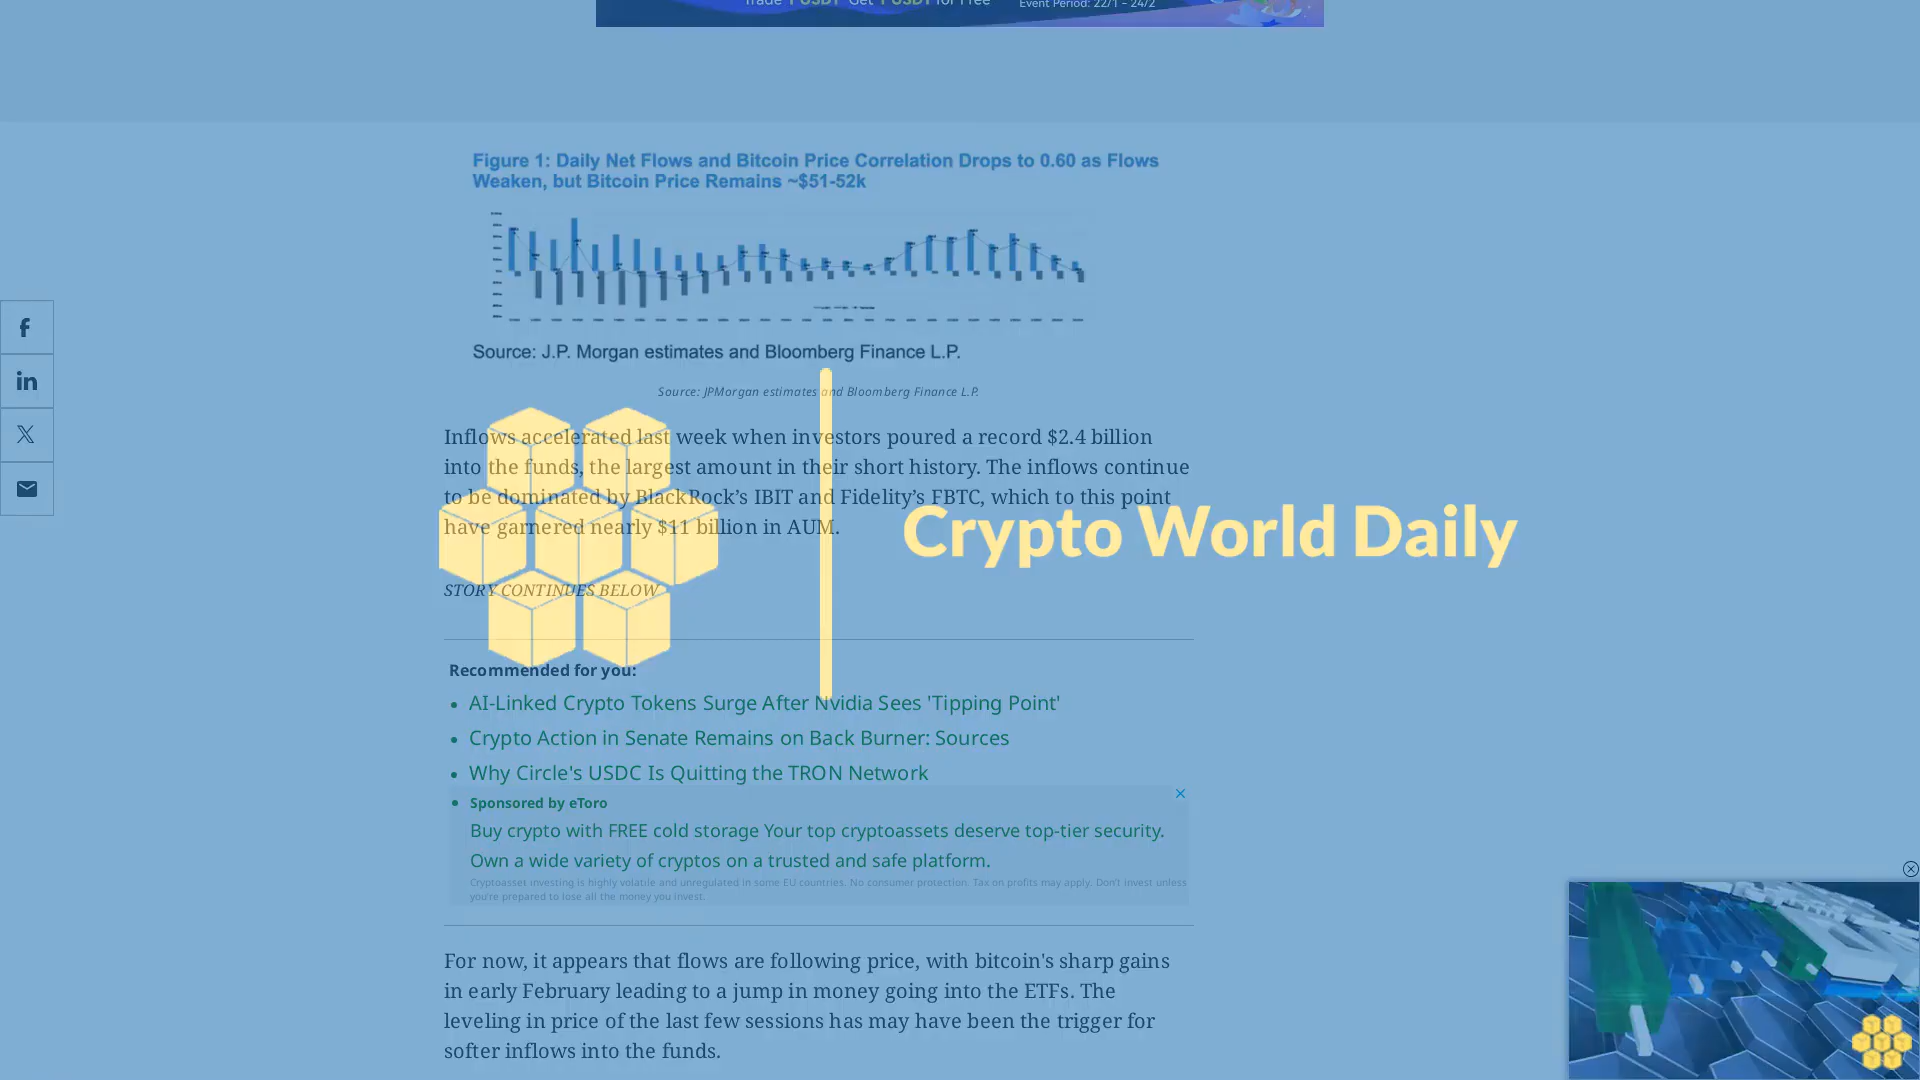 Trade 1 USDT Get 1 USDT for Free
Event Period: 22/1 - 24/2
Figure 1: Daily Net Flows and Bitcoin Price Correlation Drops to 0.60 as Flows
Weaken, but Bitcoin Price Remains ~$51-52k
Source: J.P. Morgan estimates and Bloomberg Finance L.P.
Source: JPMorgan estimates and Bloomberg Finance L.P.
Inflows accelerated last week when investors poured a record $2.4 billion
into the funds, the largest amount in their short history. The inflows continue
to be dominated by BlackRock’s IBIT and Fidelity’s FBTC, which to this point
have garnered nearly $11 billion in AUM.
Crypto World Daily
STORY CONTINUES BELOW
Recommended for you:
• AI-Linked Crypto Tokens Surge After Nvidia Sees 'Tipping Point'
• Crypto Action in Senate Remains on Back Burner: Sources
• Why Circle's USDC Is Quitting the TRON Network
• Sponsored by eToro
Buy crypto with FREE cold storage Your top cryptoassets deserve top-tier security.
Own a wide variety of cryptos on a trusted and safe platform.
Cryptoasset investing is highly volatile and unregulated in some EU countries. No consumer protection. Tax on profits may apply. Don't invest unless
you're prepared to lose all the money you invest.
For now, it appears that flows are following price, with bitcoin's sharp gains
in early February leading to a jump in money going into the ETFs. The
leveling in price of the last few sessions has may have been the trigger for
softer inflows into the funds.